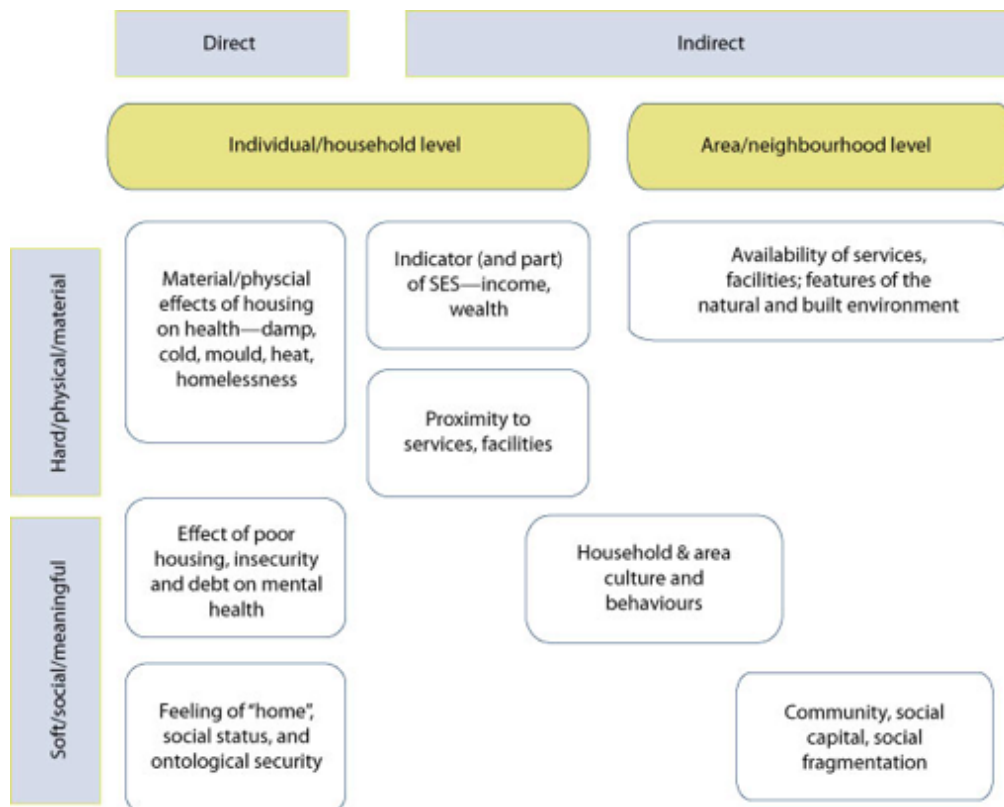 Direct
Indirect
Individual/household level
Area/neighbourhood level
Hard/physical/material
Material/physcial
effects of housing
on health—damp,
cold, mould, heat,
homelessness
Indicator (and part)
of SES—income,
wealth
Availability of services,
facilities; features of the
natural and built environment
Proximity to
services, facilities
Soft/social/meaningful
Effect of poor
housing, insecurity
and debt on mental
health
Household & area
culture and
behaviours
Feeling of “home”,
social status, and
ontological security
Community, social
capital, social
fragmentation